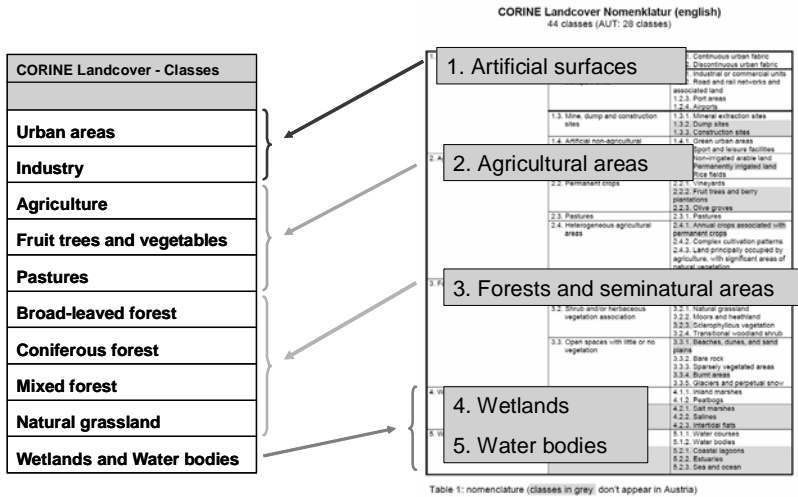 CORINE Landcover Nomenklatur (english)
44 classes (AUT: 28 classes)
CORINE Landcover - Classes
Urban areas
Industry
Agriculture
Fruit trees and vegetables
Pastures
Broad-leaved forest
Coniferous forest
Mixed forest
Natural grassland
Wetlands and Water bodies
1. Artificial surfaces
2. Agricultural areas
3. Forests and seminatural areas
4. Wetlands
5. Water bodies
1.
Continuous urban fabric
Discontinuous urban fabric
Industrial or commercial units
Road and rail networks and
associated land
1.2.3. Port areas
1.2.4. Airports
1.3. Mine, dump and construction
sites
1.3.1. Mineral extraction sites
1.3.2. Dump sites
1.3.3. Construction sites
1.4. Artificial non-agricultural
1.4.1. Green urban areas
Sport and leisure facilities
2.
Non-irrigated arable land
Permanently irrigated land
Rice fields
2.2. Permanent crops
2.2.1. Vineyards
2.2.2. Fruit trees and berry
plantations
2.2.3. Olive groves
2.3. Pastures
2.3.1. Pastures
2.4. Heterogeneous agricultural
areas
2.4.1. Annual crops associated with
permanent crops
2.4.2. Complex cultivation patterns
2.4.3. Land principally occupied by
agriculture, with significant areas of
natural vegetation
3.
3.2. Shrub and/or herbaceous
vegetation association
3.2.1. Natural grassland
3.2.2. Moors and heathland
3.2.3. Sclerophyllous vegetation
3.2.4. Transitional woodland shrub
3.3. Open spaces with little or no
vegetation
3.3.1. Beaches, dunes, and sand
plains
3.3.2. Bare rock
3.3.3. Sparsely vegetated areas
3.3.4. Burnt areas
3.3.5. Glaciers and perpetual snow
4. W
4.1.1. Inland marshes
4.1.2. Peatbogs
4.2.1. Salt marshes
4.2.2. Salines
4.2.3. Intertidal flats
5. W
5.1.1. Water courses
5.1.2. Water bodies
5.2.1. Coastal lagoons
5.2.2. Estuaries
5.2.3. Sea and ocean
Table 1: nomenclature (classes in grey don't appear in Austria)